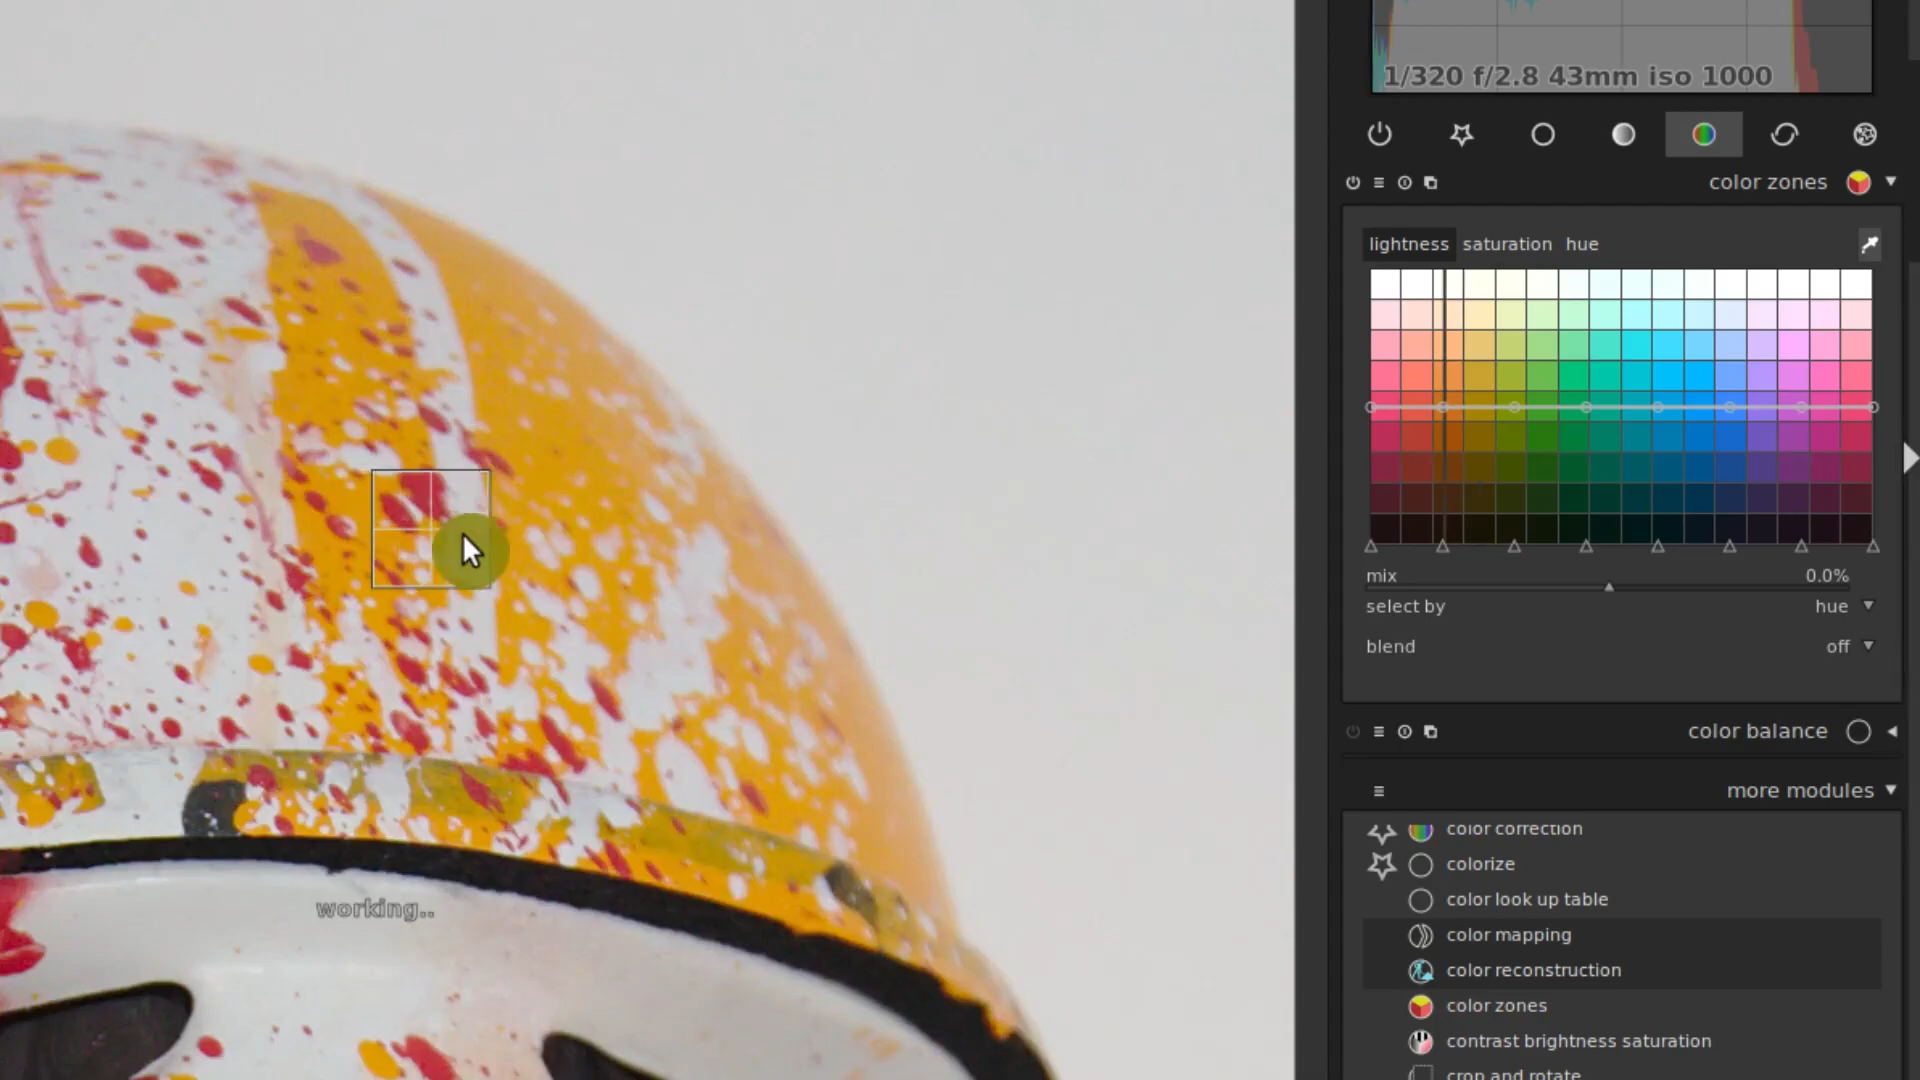 1/320 f/2.8 43mm iso 1000
color zones
lightness saturation hue
mix 0.0%
select by hue
blend off
color balance
more modules
color correction
colorize
color look up table
color mapping
color reconstruction
color zones
contrast brightness saturation
crop and rotate
working..